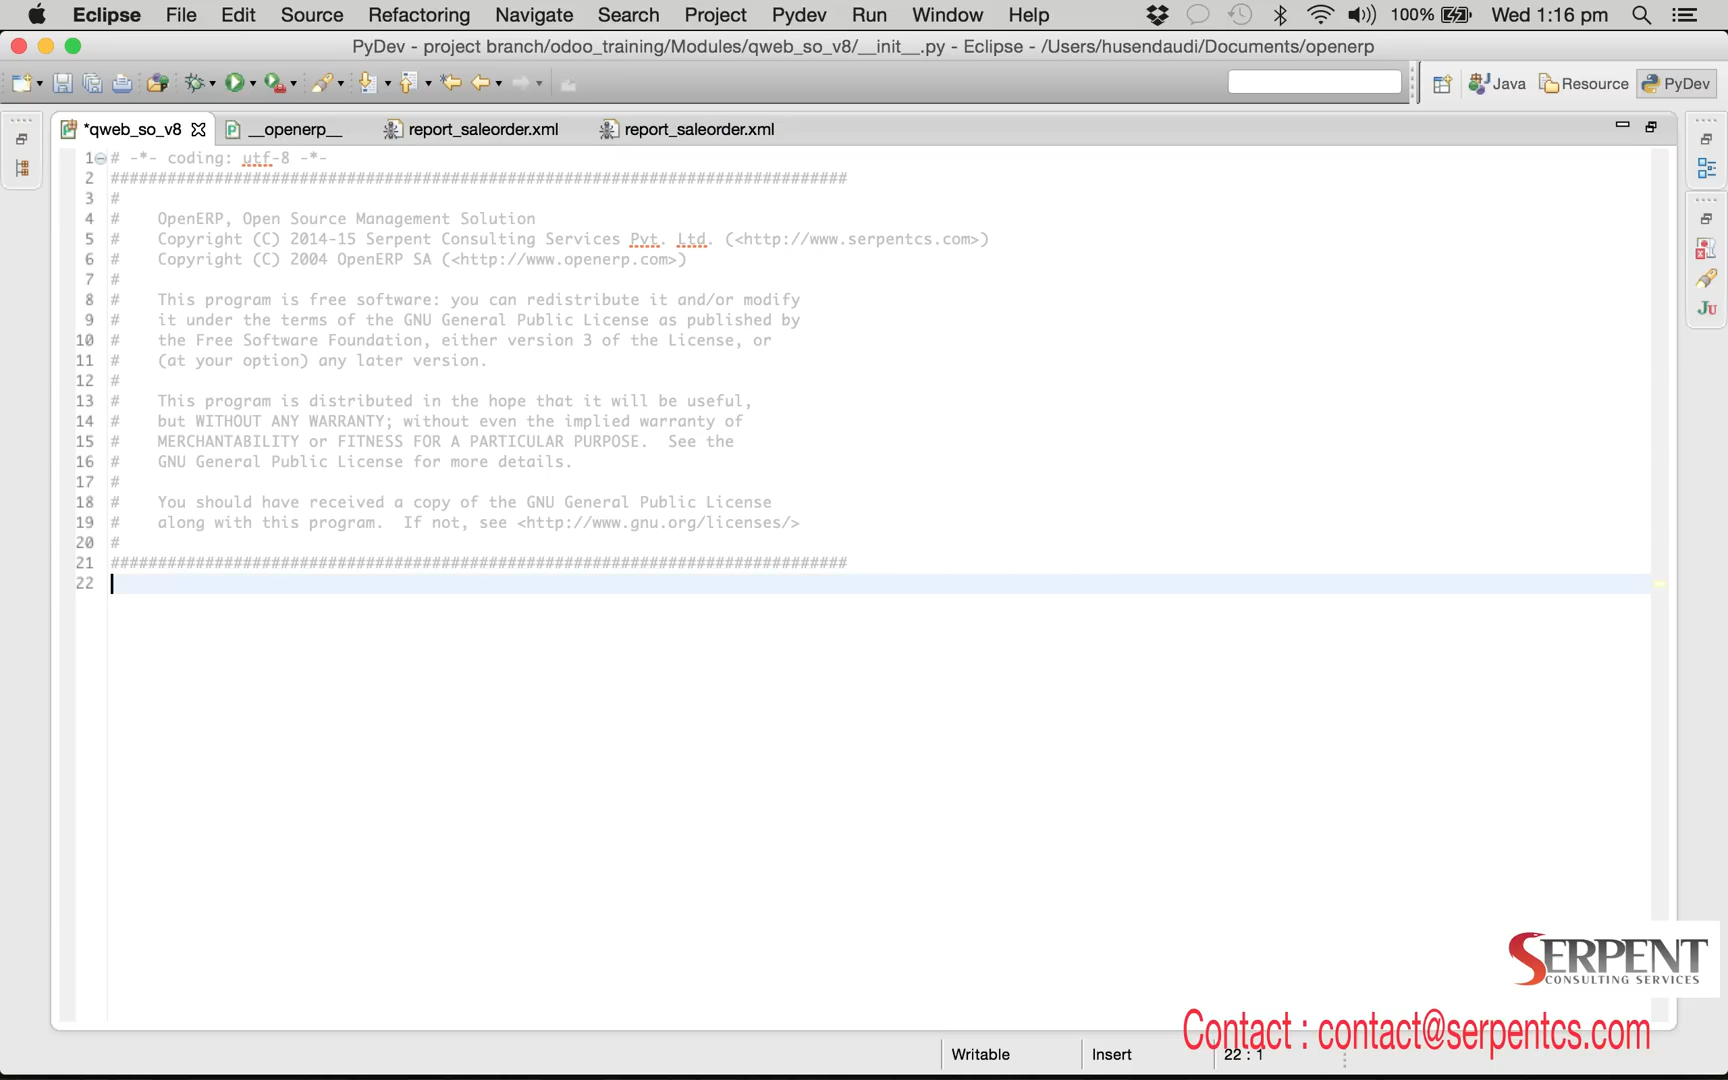 Eclipse File Edit Source Refactoring Navigate Search Project Pydev Run Window Help 100% Wed 1:16 pm
PyDev - project branch/odoo_training/Modules/qweb_so_v8/__init__.py - Eclipse - /Users/husendaudi/Documents/openerp
Java Resource PyDev
*qweb_so_v8 __openerp__ report_saleorder.xml report_saleorder.xml
1 # -*- coding: utf-8 -*-
2 ##############################################################################
3 #
4 # OpenERP, Open Source Management Solution
5 # Copyright (C) 2014-15 Serpent Consulting Services Pvt. Ltd. (<http://www.serpentcs.com>)
6 # Copyright (C) 2004 OpenERP SA (<http://www.openerp.com>)
7 #
8 # This program is free software: you can redistribute it and/or modify
9 # it under the terms of the GNU General Public License as published by
10 # the Free Software Foundation, either version 3 of the License, or
11 # (at your option) any later version.
12 #
13 # This program is distributed in the hope that it will be useful,
14 # but WITHOUT ANY WARRANTY; without even the implied warranty of
15 # MERCHANTABILITY or FITNESS FOR A PARTICULAR PURPOSE. See the
16 # GNU General Public License for more details.
17 #
18 # You should have received a copy of the GNU General Public License
19 # along with this program. If not, see <http://www.gnu.org/licenses/>
20 #
21 ##############################################################################
22
Ju
SERPENT
CONSULTING SERVICES
Contact : contact@serpentcs.com
Writable Insert 22 : 1